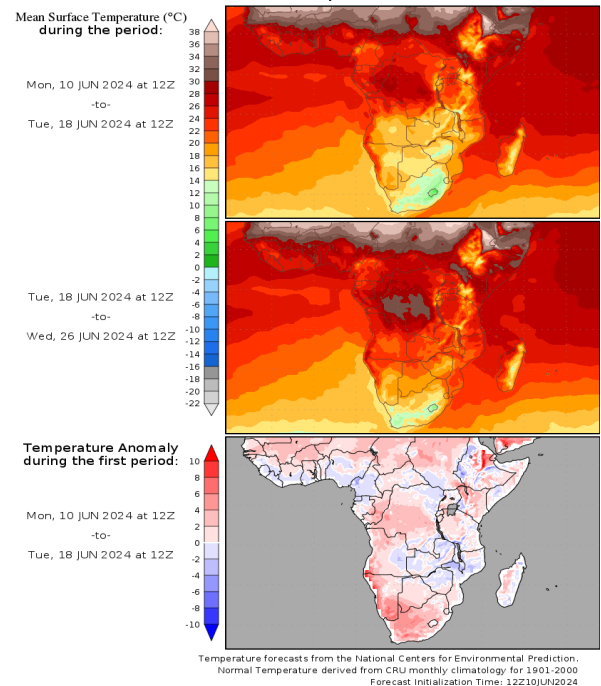 Mean Surface Temperature (°C)
during the period:
Mon, 10 JUN 2024 at 12Z
-to-
Tue, 18 JUN 2024 at 12Z
38
36
34
32
30
28
26
24
22
20
18
16
14
12
10
8
6
4
2
0
-2
-4
-6
-8
-10
-12
-14
-16
-18
-20
-22
Tue, 18 JUN 2024 at 12Z
-to-
Wed, 26 JUN 2024 at 12Z
Temperature Anomaly
during the first period:
Mon, 10 JUN 2024 at 12Z
-to-
Tue, 18 JUN 2024 at 12Z
10
8
6
4
2
0
-2
-4
-6
-8
-10
Temperature forecasts from the National Centers for Environmental Prediction.
Normal Temperature derived from CRU monthly climatology for 1901-2000
Forecast Initialization Time: 12Z10JUN2024